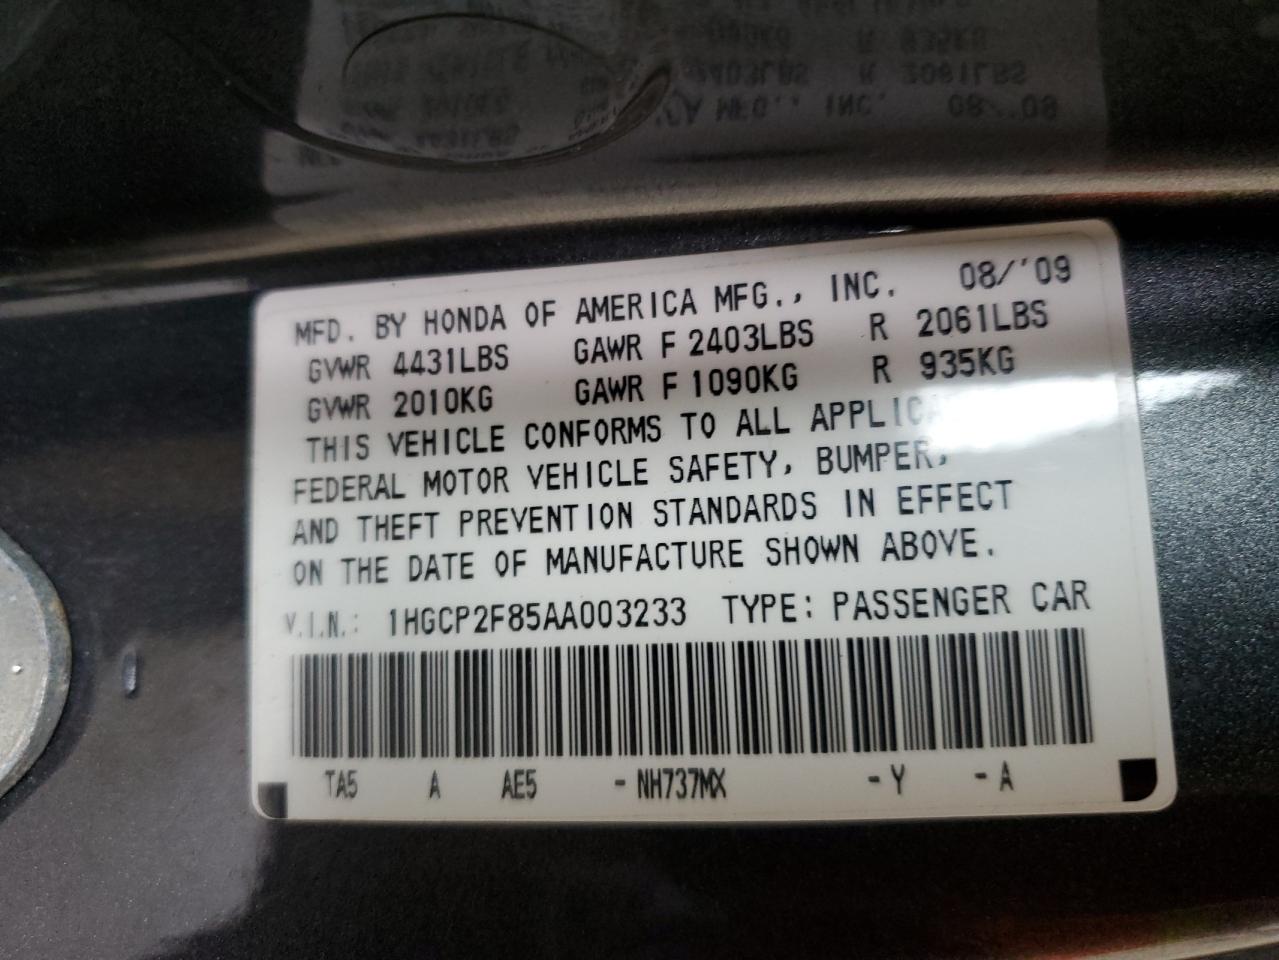 MFD. BY HONDA OF AMERICA MFG., INC. 08/'09
GVWR 4431LBS GAWR F 2403LBS R 2061LBS
GVWR 2010KG GAWR F 1090KG R 935KG
THIS VEHICLE CONFORMS TO ALL
FEDERAL MOTOR VEHICLE SAFETY, BUMPER,
AND THEFT PREVENTION STANDARDS IN EFFECT
ON THE DATE OF MANUFACTURE SHOWN ABOVE.
V.I.N.: 1HGCP2F85AA003233 TYPE: PASSENGER CAR
TA5 A AE5 -NH737MX -Y -A